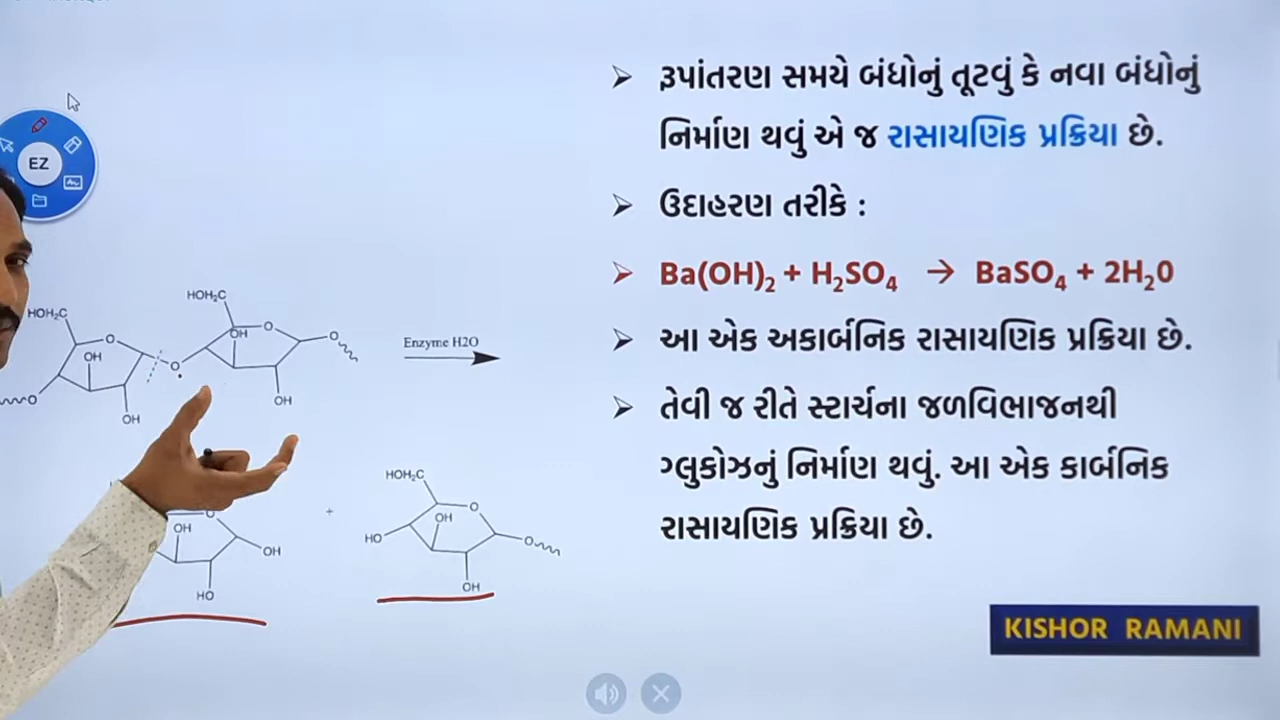 રૂપાંતરણ સમયે બંધોનું તૂટવું કે નવા બંધોનું
નિર્માણ થવું એ જ રાસાયણિક પ્રક્રિયા છે.
ઉદાહરણ તરીકે :
Ba(OH)₂ + H₂SO₄ → BaSO₄ + 2H₂0
આ એક અકાર્બનિક રાસાયણિક પ્રક્રિયા છે.
તેવી જ રીતે સ્ટાર્ચના જળવિભાજનથી
ગ્લુકોઝનું નિર્માણ થવું. આ એક કાર્બનિક
રાસાયણિક પ્રક્રિયા છે.
KISHOR RAMANI
EZ
HOH₂C
HOH₂C
O
OH
O
OH
O
O
Enzyme H2O
O
OH
OH
HOH₂C
O
OH
OH
HO
+
O
OH
HO
O
OH